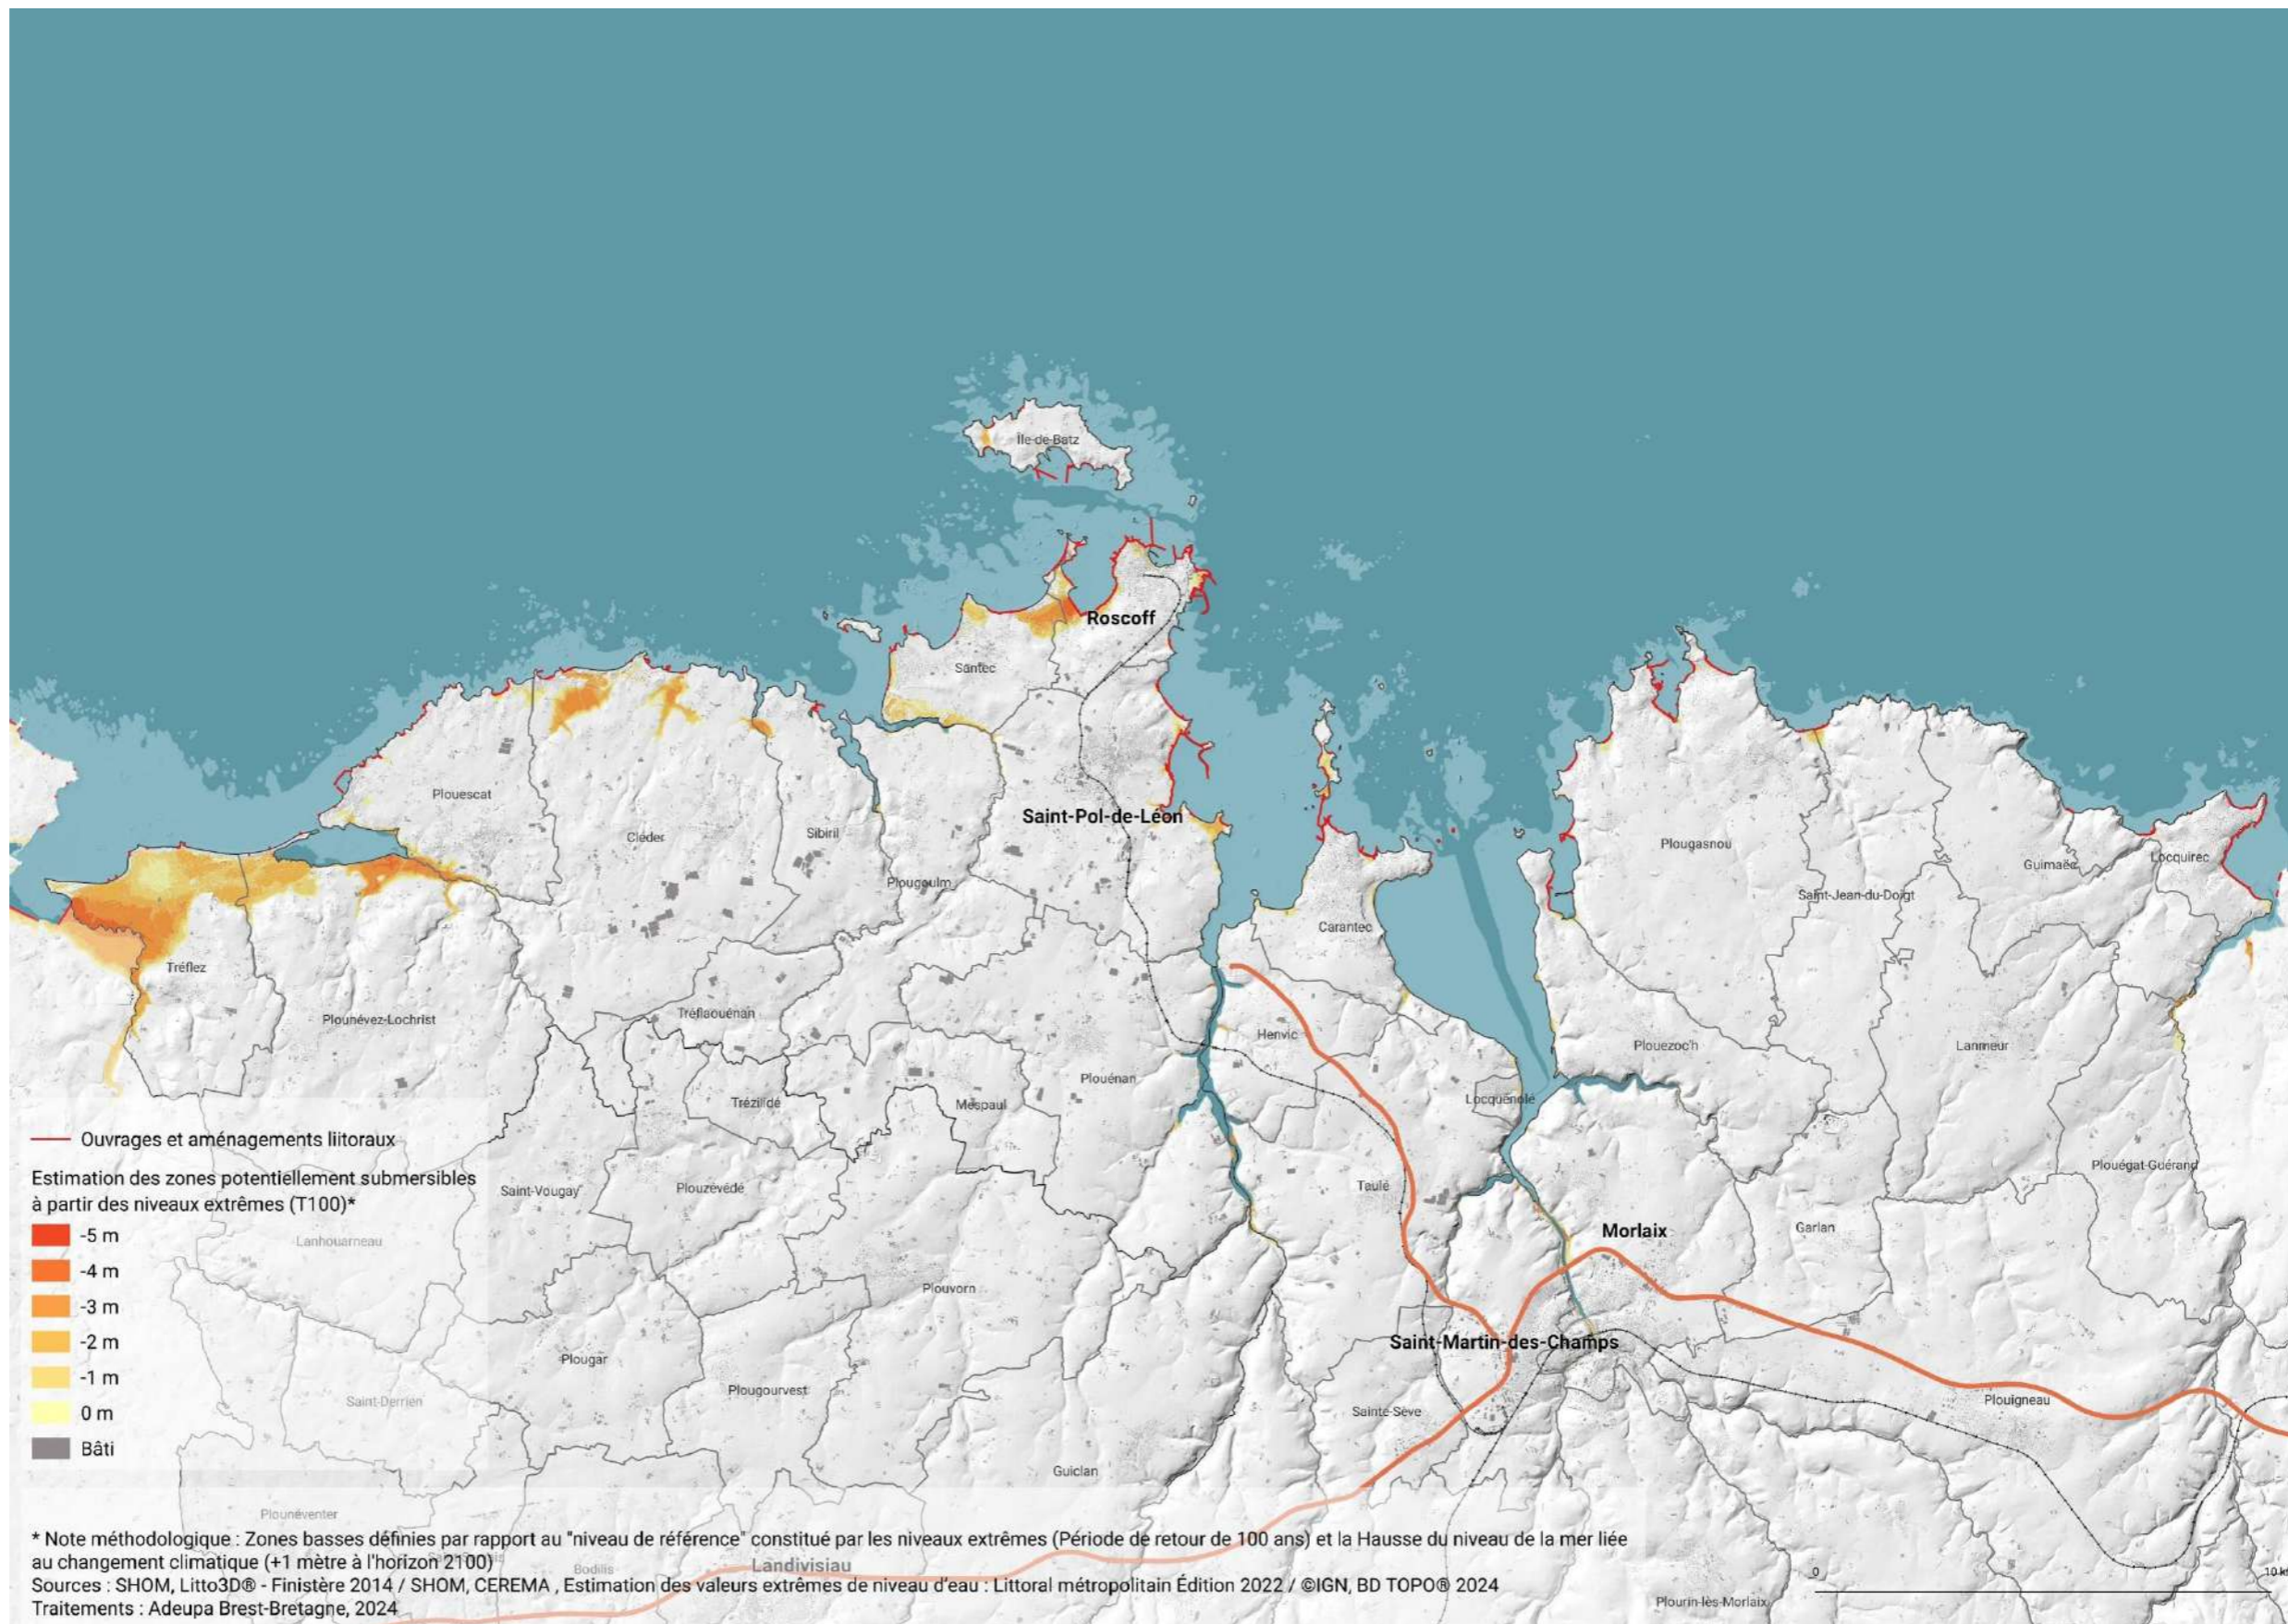 Île-de-Batz
Roscoff
Santec
Plouescat
Saint-Pol-de-Léon
Cléder
Sibiril
Plougoulm
Plougasnou
Guimaëc
Locquirec
Saint-Jean-du-Doigt
Carantec
Tréflez
Plounévez-Lochrist
Tréflaouénan
Henvic
Plouezoc'h
Lanmeur
Plouénan
Trézilidé
Mespaul
Locquénolé
Ouvrages et aménagements liitoraux
Estimation des zones potentiellement submersibles
à partir des niveaux extrêmes (T100)*
-5 m
-4 m
-3 m
-2 m
-1 m
0 m
Bâti
Saint-Vougay
Plouzévédé
Taulé
Plouégat-Guérand
Lanhouarneau
Morlaix
Garlan
Plouvorn
Saint-Martin-des-Champs
Plougar
Plougourvest
Saint-Derrien
Sainte-Sève
Plouigneau
Guiclan
Plounéventer
* Note méthodologique : Zones basses définies par rapport au "niveau de référence" constitué par les niveaux extrêmes (Période de retour de 100 ans) et la Hausse du niveau de la mer liée
au changement climatique (+1 mètre à l'horizon 2100)
Bodilis
Landivisiau
Sources : SHOM, Litto3D® - Finistère 2014 / SHOM, CEREMA , Estimation des valeurs extrêmes de niveau d'eau : Littoral métropolitain Édition 2022 / ©IGN, BD TOPO® 2024
Traitements : Adeupa Brest-Bretagne, 2024
0
10 k
Plourin-lès-Morlaix